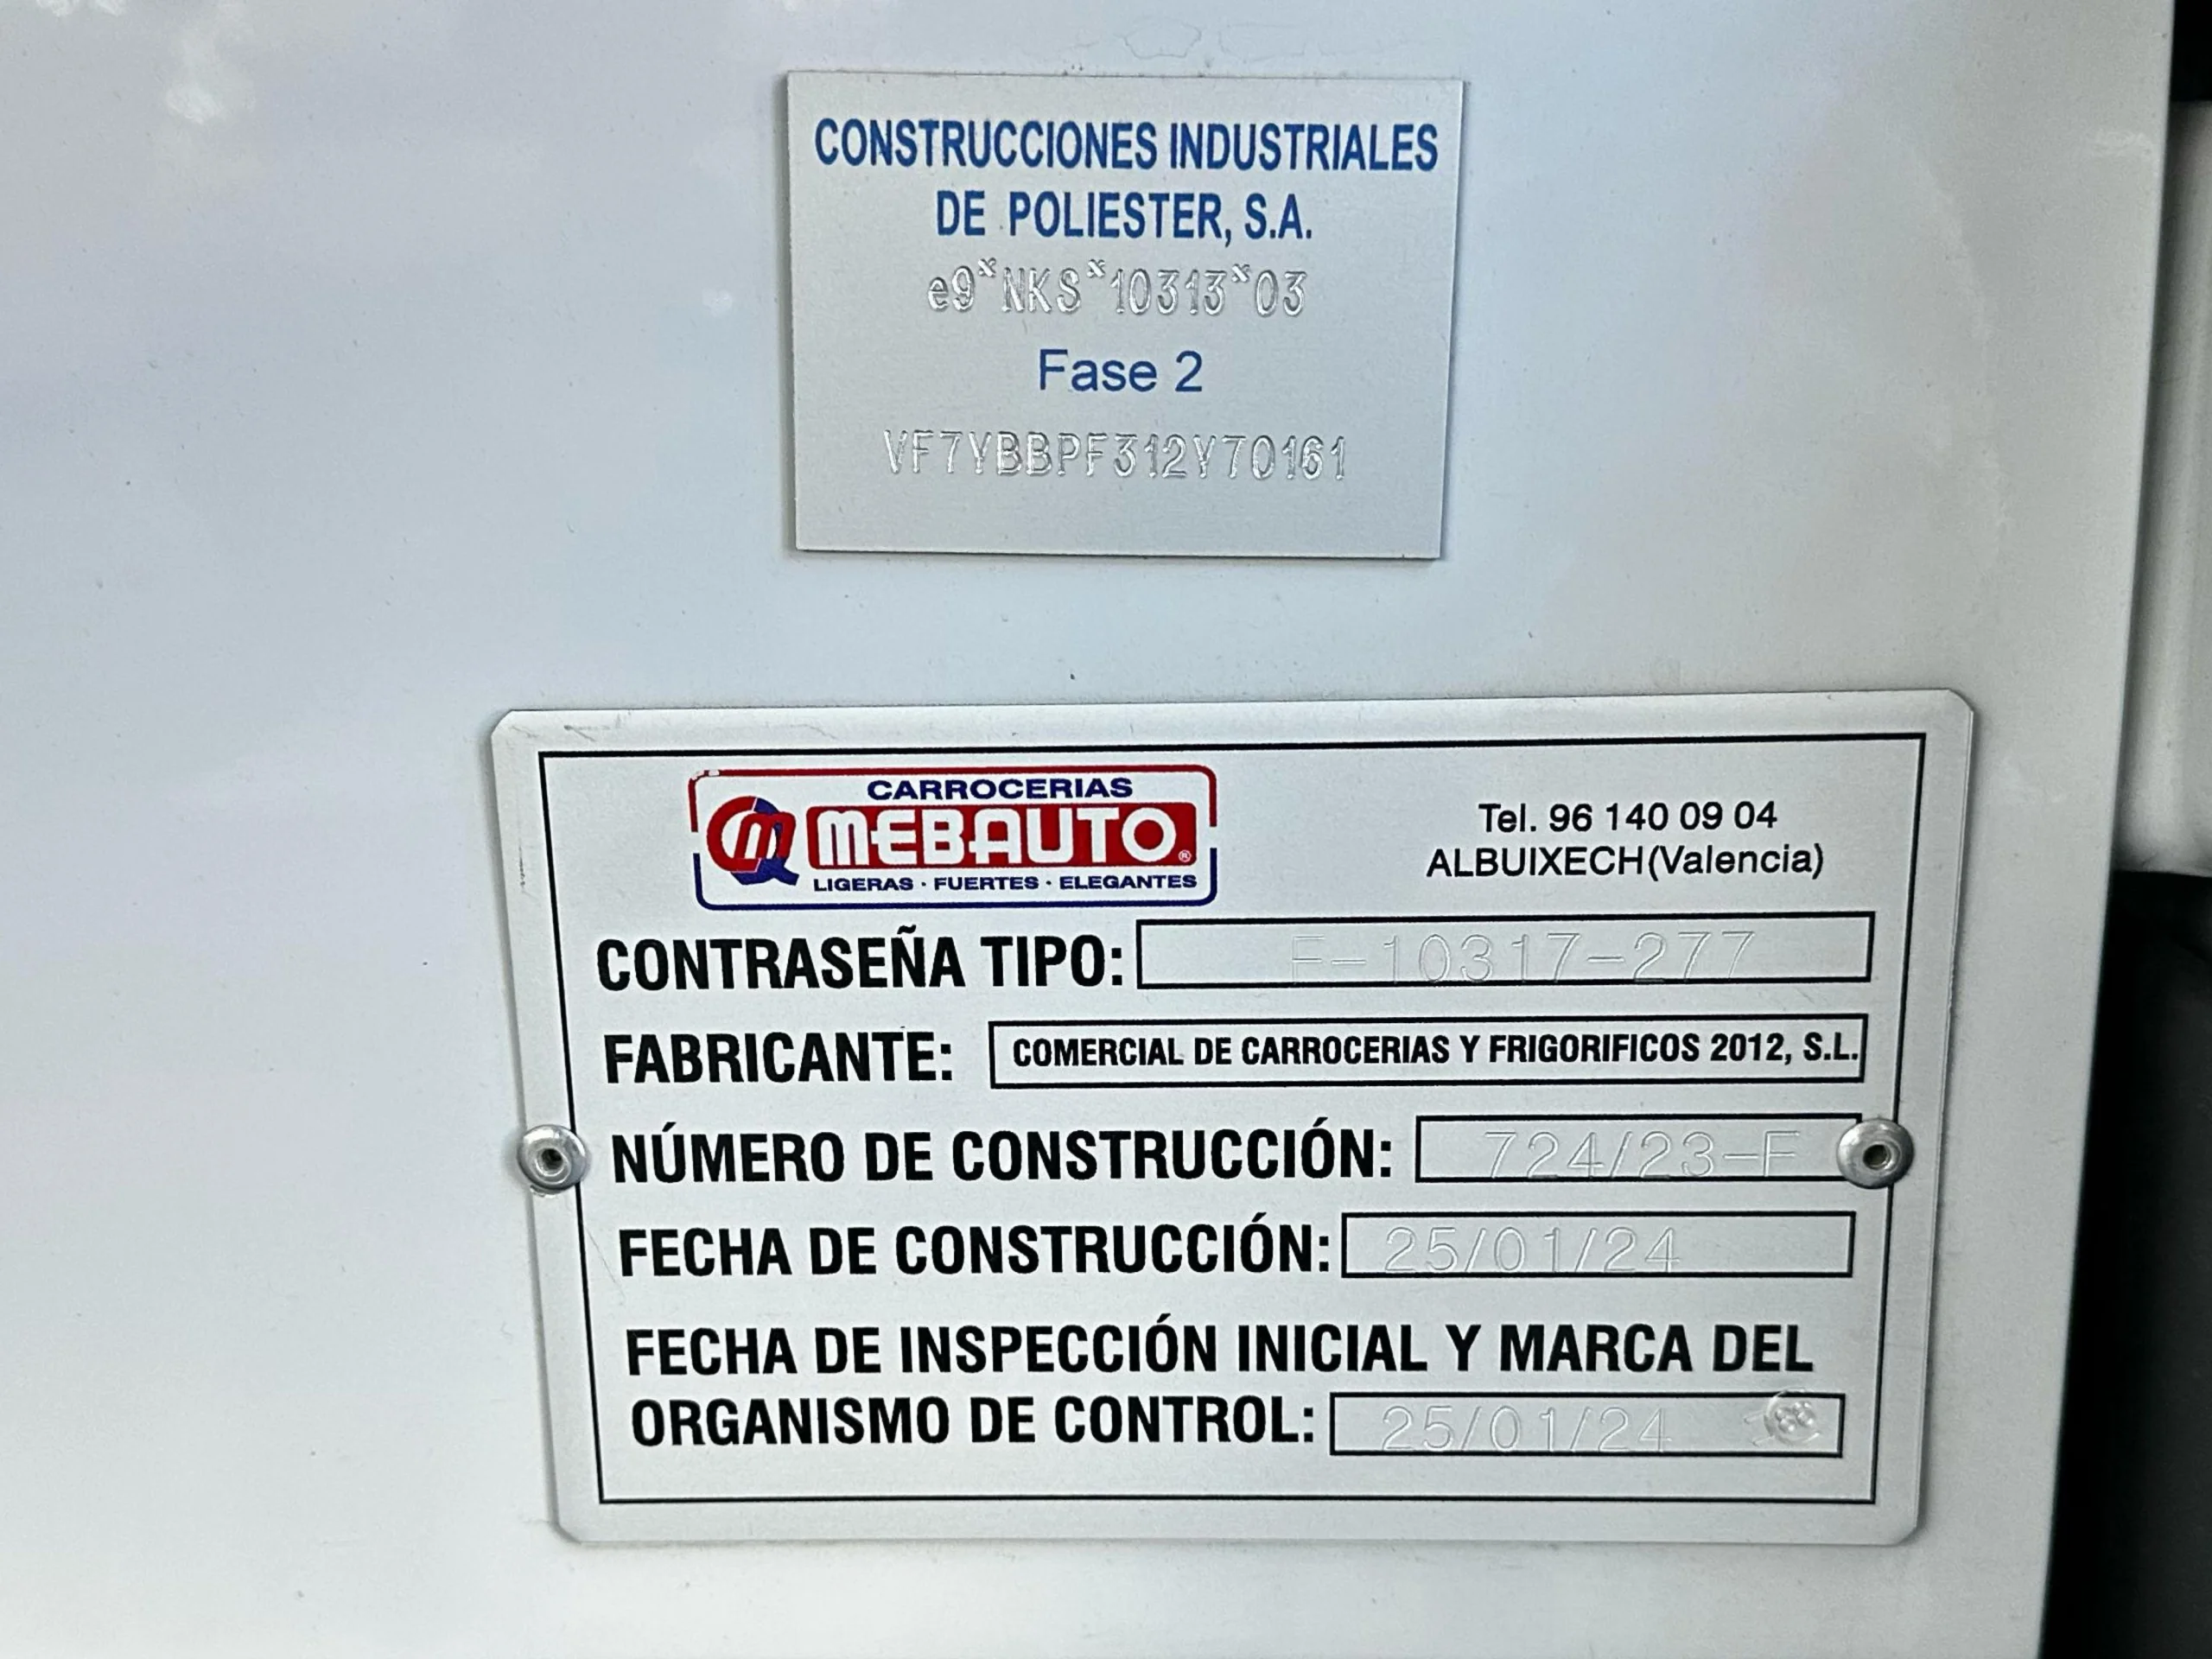 CONSTRUCCIONES INDUSTRIALES
DE POLIESTER, S.A.
e9*NKS*10313*03
Fase 2
VF7YBBPF312Y70161
CARROCERIAS
MEBAUTO®
LIGERAS · FUERTES · ELEGANTES
Tel. 96 140 09 04
ALBUIXECH (Valencia)
CONTRASEÑA TIPO: F-10317-277
FABRICANTE: COMERCIAL DE CARROCERIAS Y FRIGORIFICOS 2012, S.L.
NÚMERO DE CONSTRUCCIÓN: 724/23-F
FECHA DE CONSTRUCCIÓN: 25/01/24
FECHA DE INSPECCIÓN INICIAL Y MARCA DEL
ORGANISMO DE CONTROL: 25/01/24